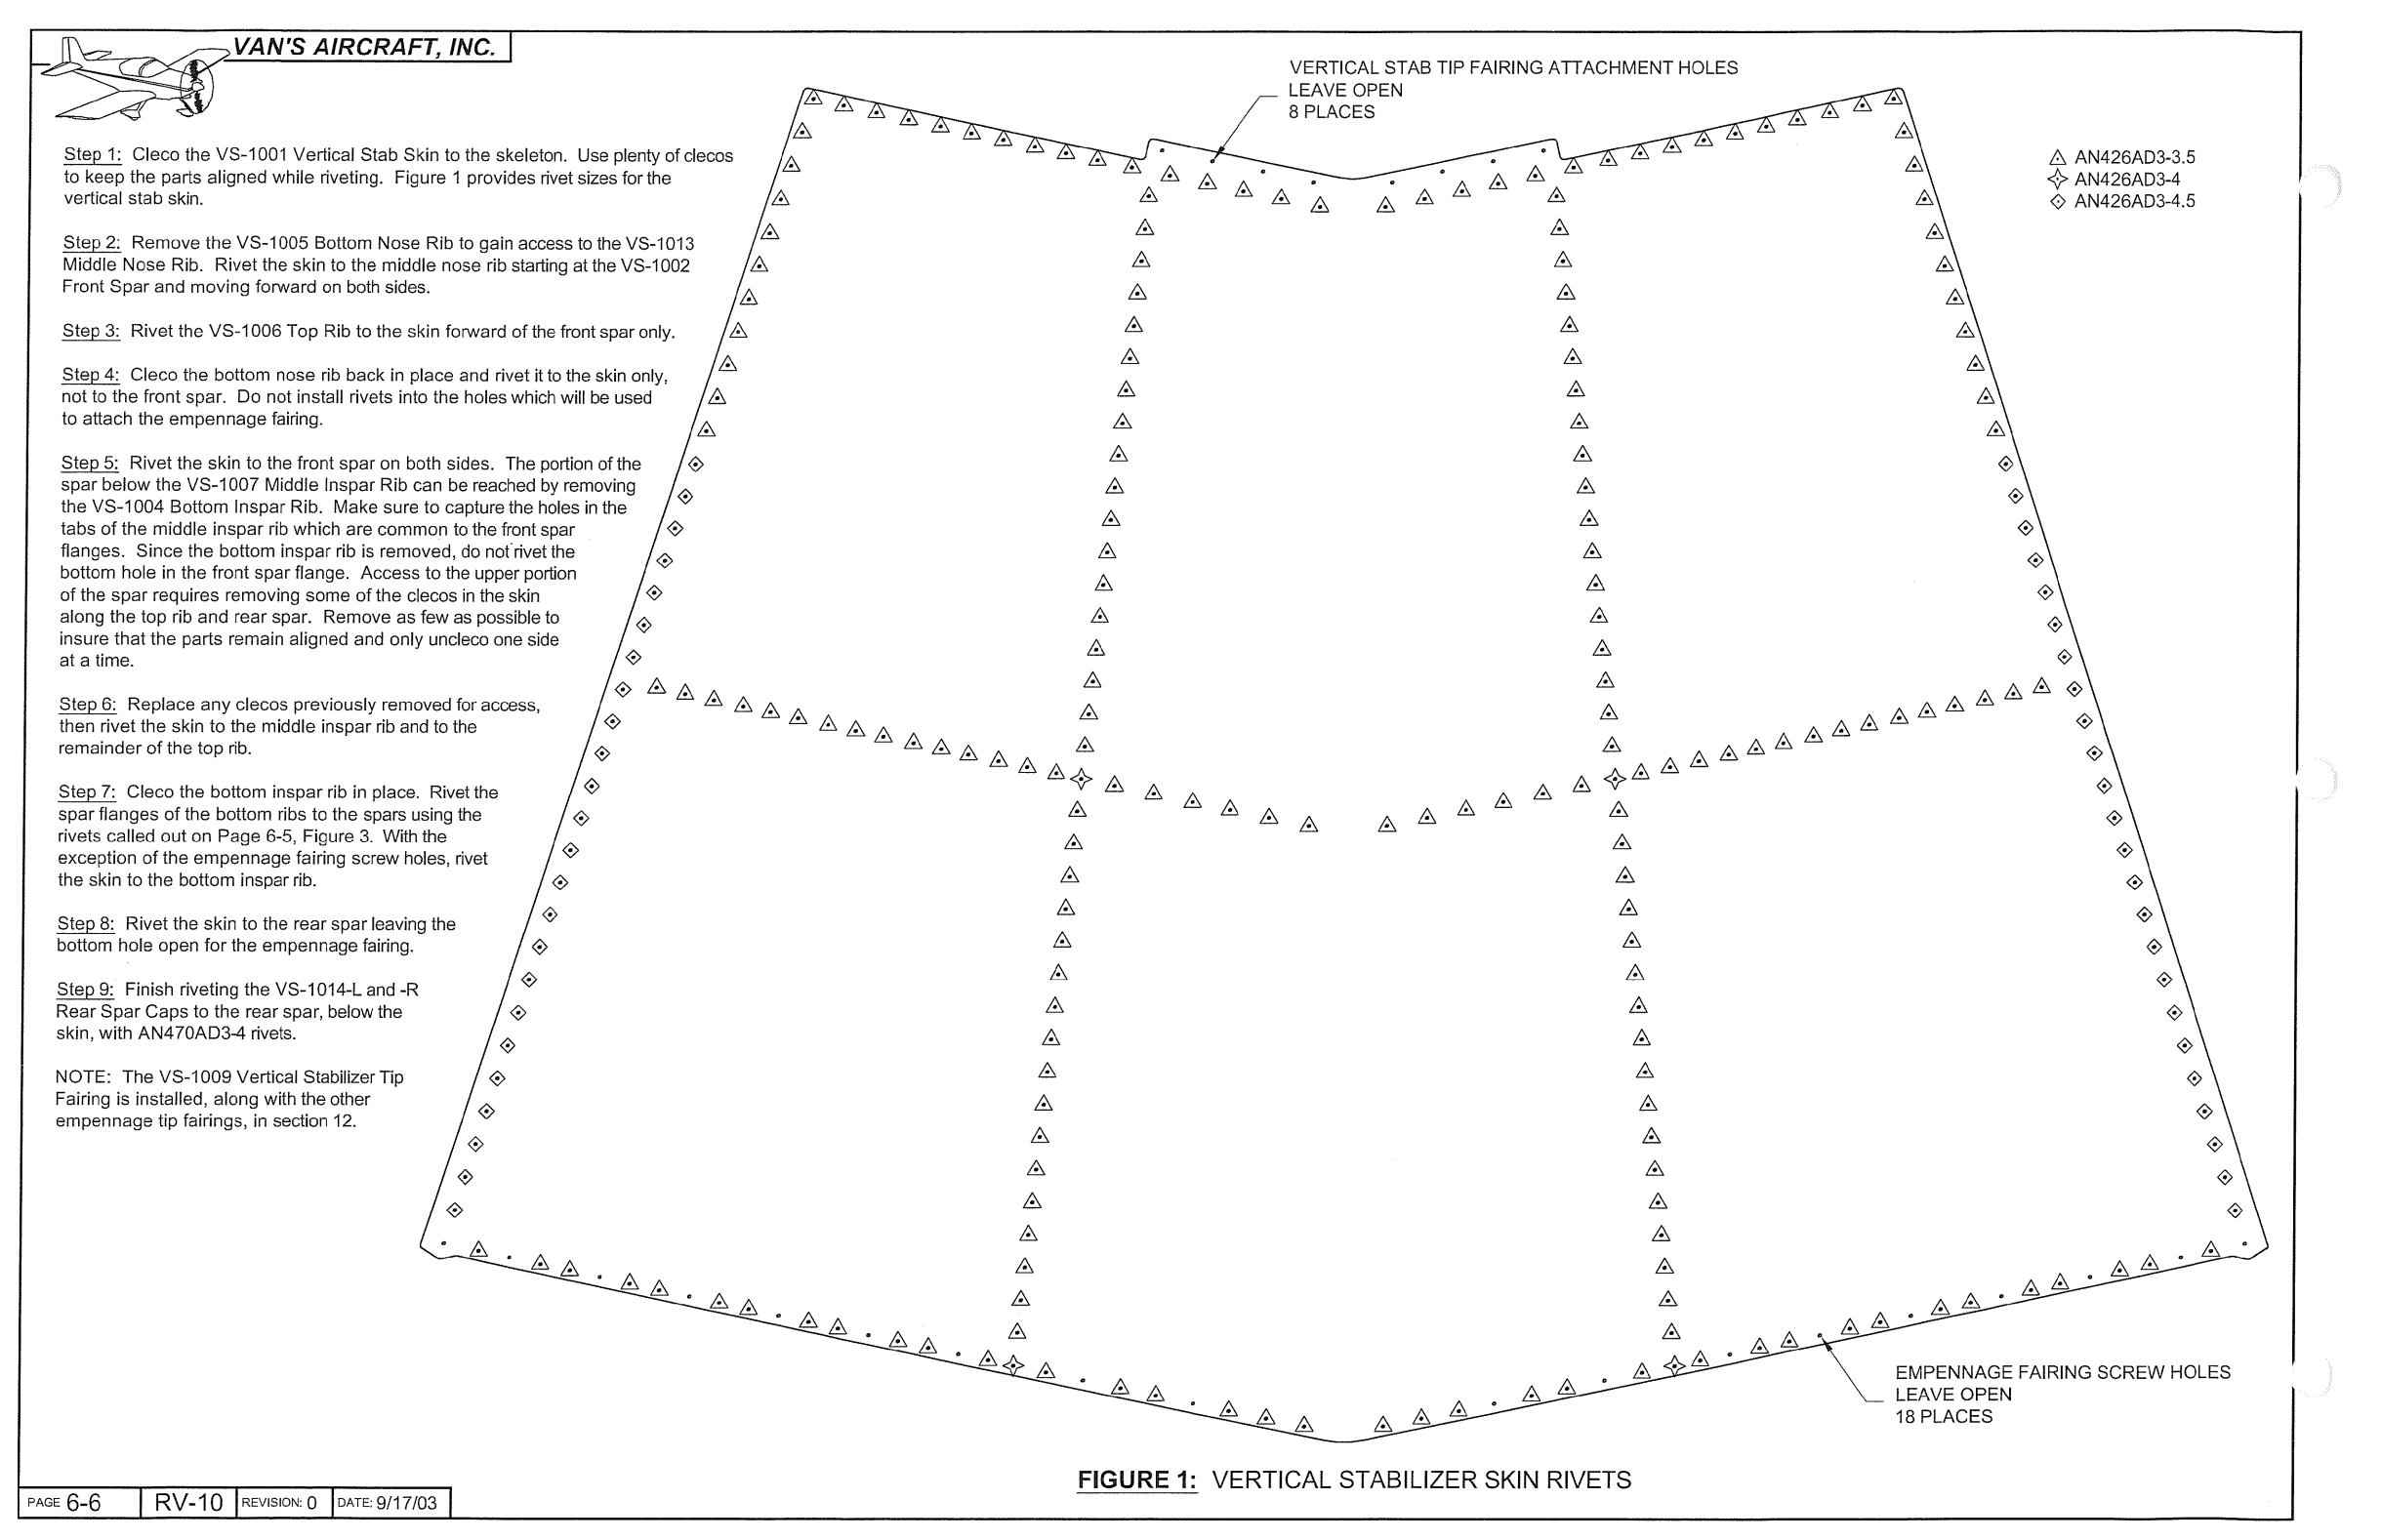 VAN'S AIRCRAFT, INC.
Step 1: Cleco the VS-1001 Vertical Stab Skin to the skeleton. Use plenty of clecos
to keep the parts aligned while riveting. Figure 1 provides rivet sizes for the
vertical stab skin.
Step 2: Remove the VS-1005 Bottom Nose Rib to gain access to the VS-1013
Middle Nose Rib. Rivet the skin to the middle nose rib starting at the VS-1002
Front Spar and moving forward on both sides.
Step 3: Rivet the VS-1006 Top Rib to the skin forward of the front spar only.
Step 4: Cleco the bottom nose rib back in place and rivet it to the skin only,
not to the front spar. Do not install rivets into the holes which will be used
to attach the empennage fairing.
Step 5: Rivet the skin to the front spar on both sides. The portion of the
spar below the VS-1007 Middle Inspar Rib can be reached by removing
the VS-1004 Bottom Inspar Rib. Make sure to capture the holes in the
tabs of the middle inspar rib which are common to the front spar
flanges. Since the bottom inspar rib is removed, do not rivet the
bottom hole in the front spar flange. Access to the upper portion
of the spar requires removing some of the clecos in the skin
along the top rib and rear spar. Remove as few as possible to
insure that the parts remain aligned and only uncleco one side
at a time.
Step 6: Replace any clecos previously removed for access,
then rivet the skin to the middle inspar rib and to the
remainder of the top rib.
Step 7: Cleco the bottom inspar rib in place. Rivet the
spar flanges of the bottom ribs to the spars using the
rivets called out on Page 6-5, Figure 3. With the
exception of the empennage fairing screw holes, rivet
the skin to the bottom inspar rib.
Step 8: Rivet the skin to the rear spar leaving the
bottom hole open for the empennage fairing.
Step 9: Finish riveting the VS-1014-L and -R
Rear Spar Caps to the rear spar, below the
skin, with AN470AD3-4 rivets.
NOTE: The VS-1009 Vertical Stabilizer Tip
Fairing is installed, along with the other
empennage tip fairings, in section 12.
VERTICAL STAB TIP FAIRING ATTACHMENT HOLES
LEAVE OPEN
8 PLACES
AN426AD3-3.5
AN426AD3-4
AN426AD3-4.5
EMPENNAGE FAIRING SCREW HOLES
LEAVE OPEN
18 PLACES
FIGURE 1: VERTICAL STABILIZER SKIN RIVETS
PAGE 6-6 RV-10 REVISION: 0 DATE: 9/17/03